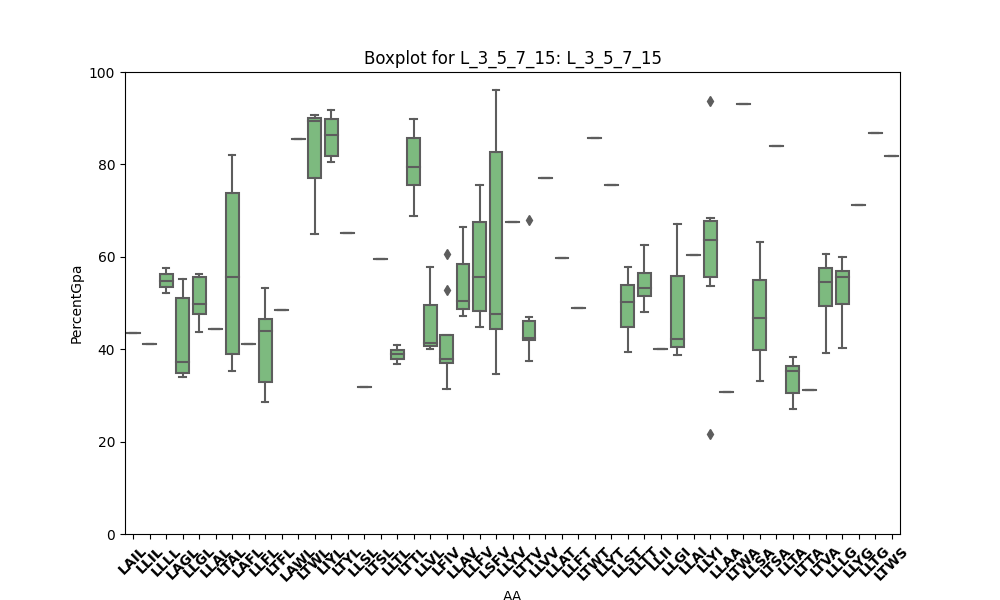 Boxplot for L_3_5_7_15: L_3_5_7_15
PercentGpa
100
80
60
40
20
0
LAIL LLIL LLLL LAGL LLGL LLAL LTAL LAFL LLFL LTFL LAWL LTWL LIYL LTYL LLSL LTSL LLTL LTTL LLVL LFIV LLAV LLFV LSFV LLYV LTTV LLVV LLAT LLFT LTWT LLYT LLST LLTT LLII LLGI LLAI LLYI LLAA LTWA LLSA LTSA LLTA LTTA LTVA LLLG LLYG LLTG LTWS
AA